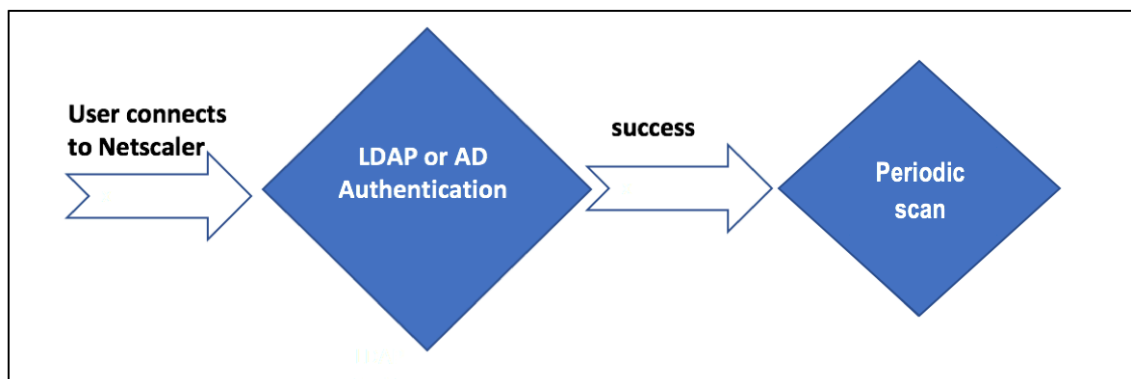 User connects
to Netscaler
LDAP or AD
Authentication
success
Periodic
scan